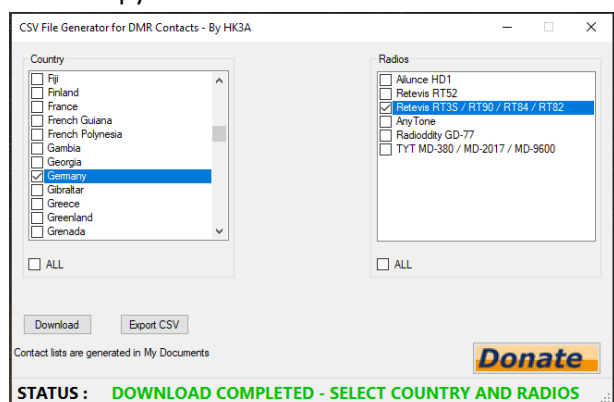 CSV File Generator for DMR Contacts - By HK3A
Country
Fiji
Finland
France
French Guiana
French Polynesia
Gambia
Georgia
Germany
Gibraltar
Greece
Greenland
Grenada
ALL
Radios
Ailunce HD1
Retevis RT52
Retevis RT3S / RT90 / RT84 / RT82
AnyTone
Radioddity GD-77
TYT MD-380 / MD-2017 / MD-9600
ALL
Download
Export CSV
Contact lists are generated in My Documents
Donate
STATUS : DOWNLOAD COMPLETED - SELECT COUNTRY AND RADIOS